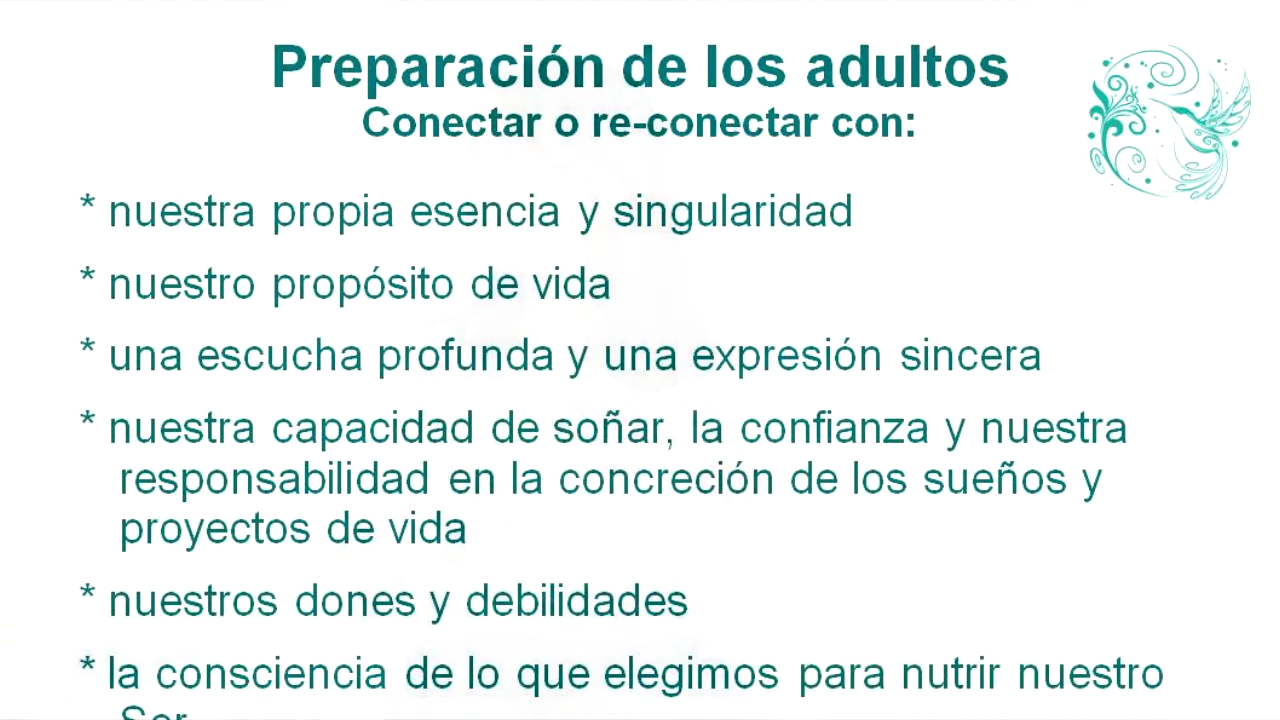 Preparación de los adultos
Conectar o re-conectar con:
* nuestra propia esencia y singularidad
* nuestro propósito de vida
* una escucha profunda y una expresión sincera
* nuestra capacidad de soñar, la confianza y nuestra
responsabilidad en la concreción de los sueños y
proyectos de vida
* nuestros dones y debilidades
* la consciencia de lo que elegimos para nutrir nuestro
Ser